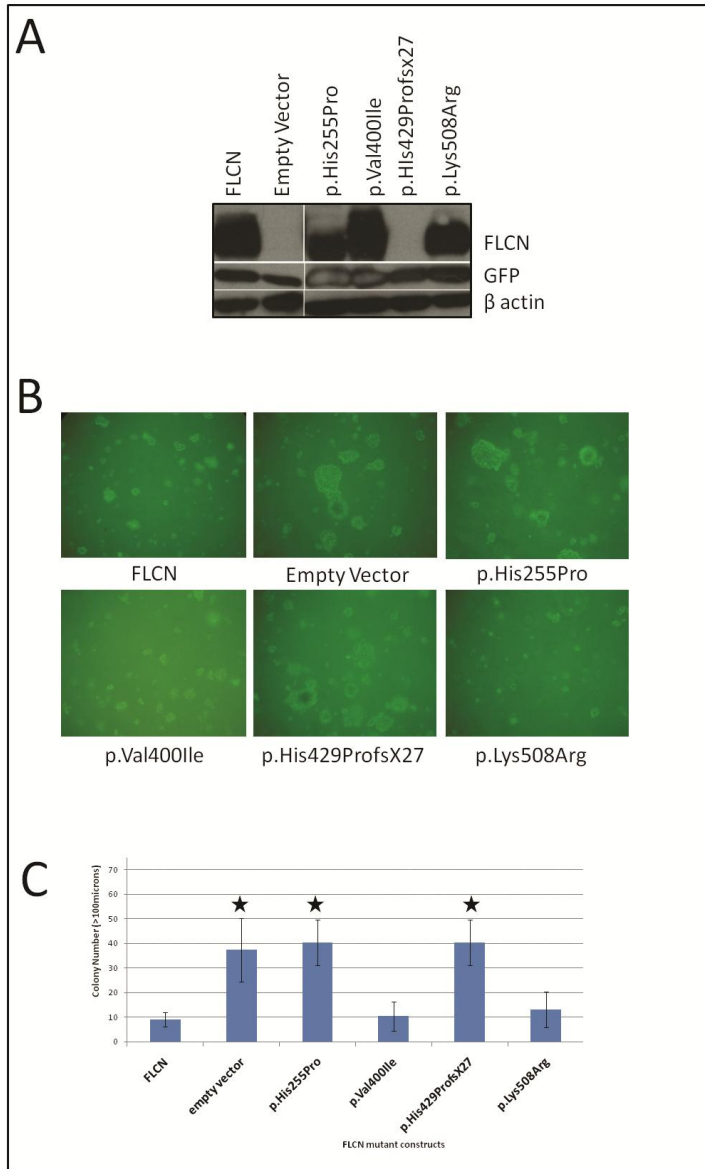 A
FLCN
Empty Vector
p.His255Pro
p.Val400Ile
p.HIs429Profsx27
p.Lys508Arg
FLCN
GFP
β actin
B
FLCN
Empty Vector
p.His255Pro
p.Val400Ile
p.His429ProfsX27
p.Lys508Arg
C
Colony Number (>100microns)
70
60
50
40
30
20
10
0
FLCN
empty vector
p.His255Pro
p.Val400Ile
p.His429ProfsX27
p.Lys508Arg
FLCN mutant constructs